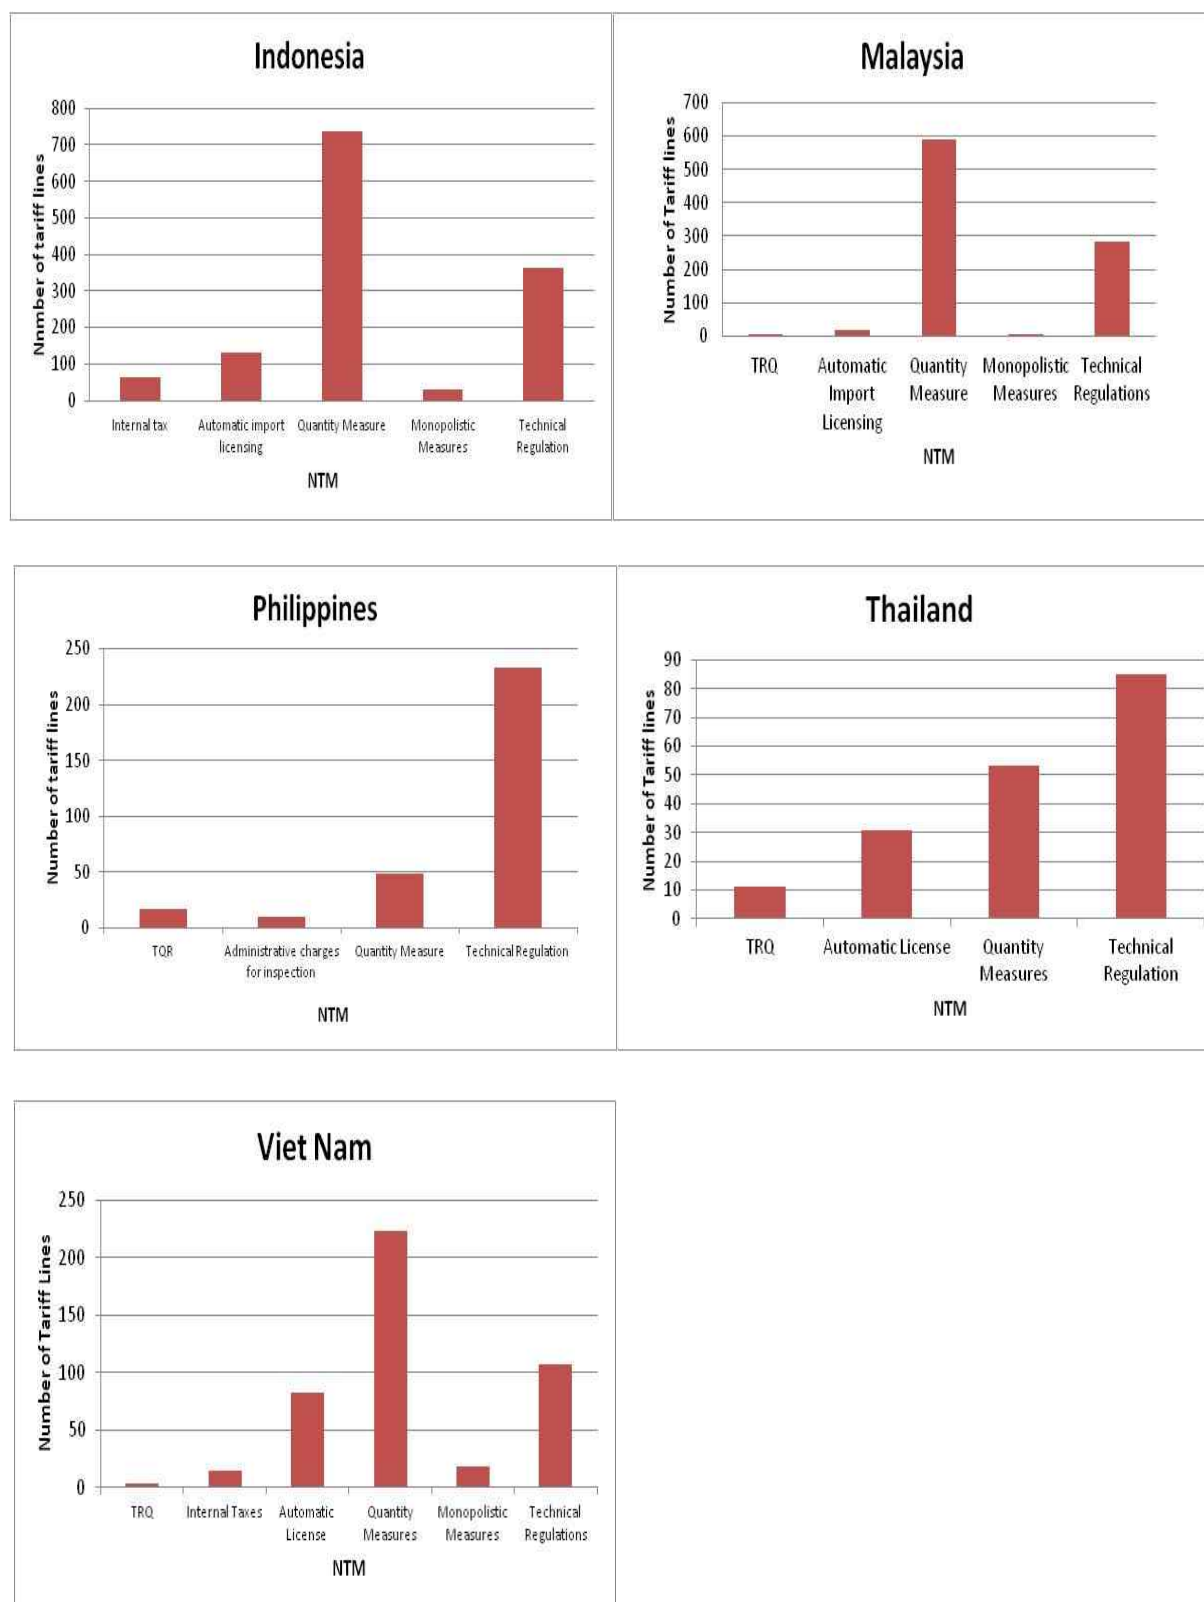 Indonesia
Nnmber of tariff lines
800
700
600
500
400
300
200
100
0
Internal tax
Automatic import
licensing
Quantity Measure
Monopolistic
Measures
Technical
Regulation
NTM
Malaysia
Number of Tariff lines
700
600
500
400
300
200
100
0
TRQ
Automatic
Import
Licensing
Quantity
Measure
Monopolistic
Measures
Technical
Regulations
NTM
Philippines
Number of tariff lines
250
200
150
100
50
0
TQR
Administrative charges
for inspection
Quantity Measure
Technical Regulation
NTM
Thailand
Number of Tariff lines
90
80
70
60
50
40
30
20
10
0
TRQ
Automatic License
Quantity
Measures
Technical
Regulation
NTM
Viet Nam
Number of Tariff Lines
250
200
150
100
50
0
TRQ
Internal Taxes
Automatic
License
Quantity
Measures
Monopolistic
Measures
Technical
Regulations
NTM